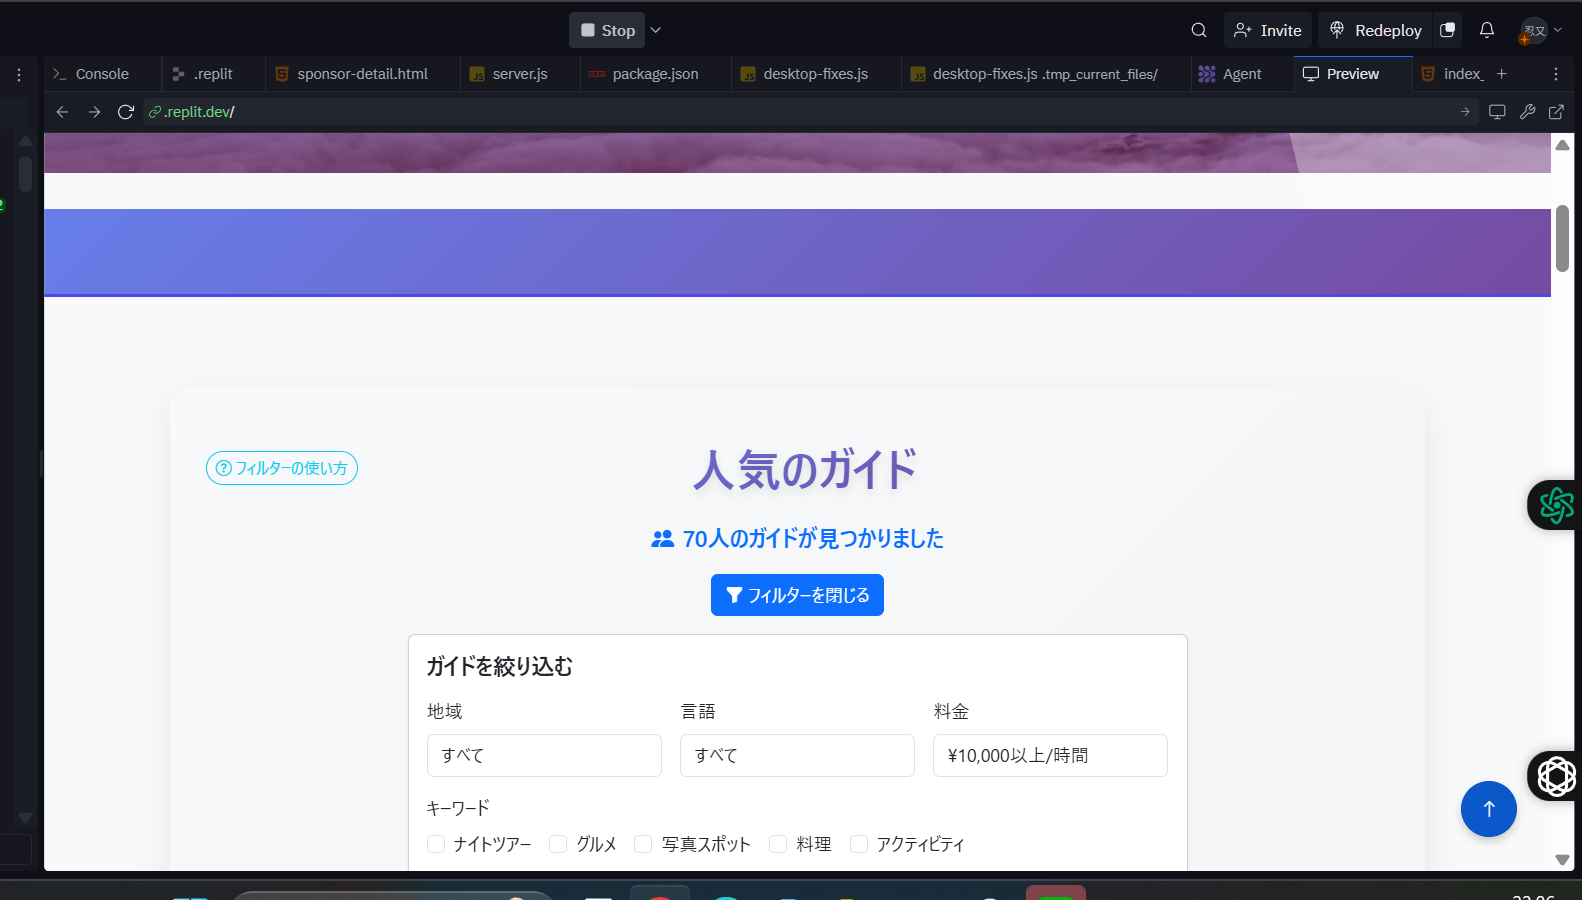 Stop
Invite
Redeploy
Console
.replit
sponsor-detail.html
server.js
package.json
desktop-fixes.js
desktop-fixes.js .tmp_current_files/
Agent
Preview
index_
.replit.dev/
フィルターの使い方
人気のガイド
70人のガイドが見つかりました
フィルターを閉じる
ガイドを絞り込む
地域 言語 料金
すべて すべて ¥10,000以上/時間
キーワード
ナイトツアー グルメ 写真スポット 料理 アクティビティ